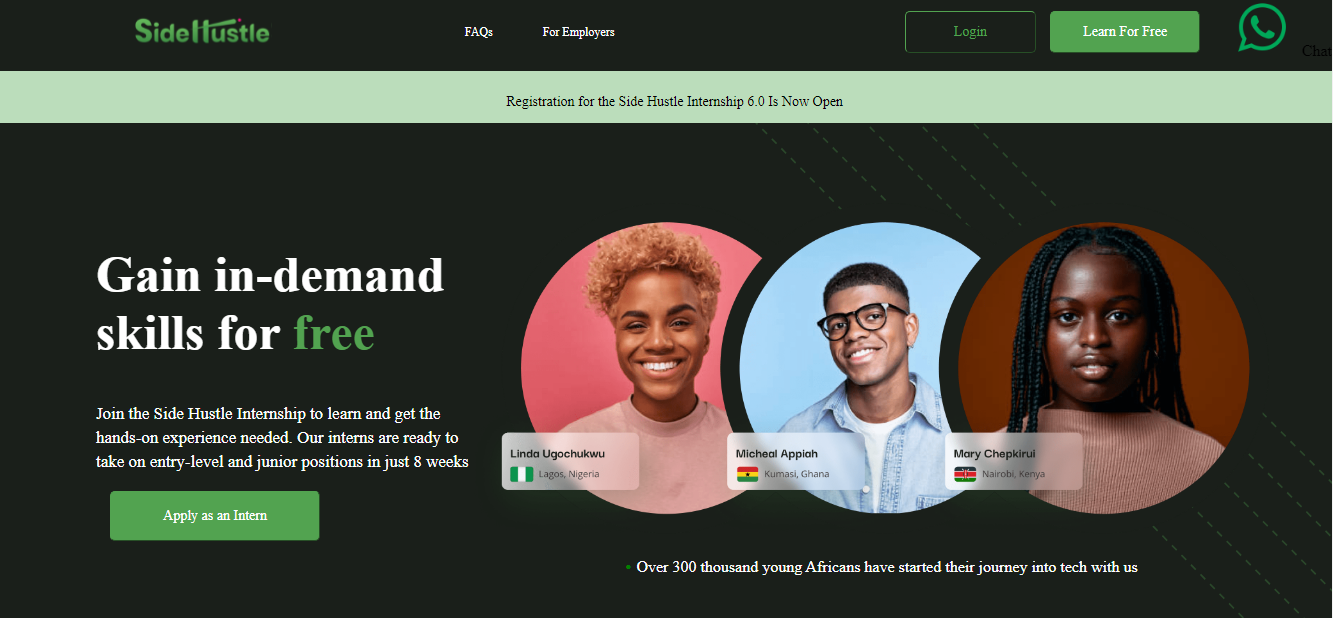 SideHustle
FAQs
For Employers
Login
Learn For Free
Chat
Registration for the Side Hustle Internship 6.0 Is Now Open
Gain in-demand
skills for free
Join the Side Hustle Internship to learn and get the
hands-on experience needed. Our interns are ready to
take on entry-level and junior positions in just 8 weeks
Apply as an Intern
Linda Ugochukwu
Lagos, Nigeria
Micheal Appiah
Kumasi, Ghana
Mary Chepkirui
Nairobi, Kenya
• Over 300 thousand young Africans have started their journey into tech with us